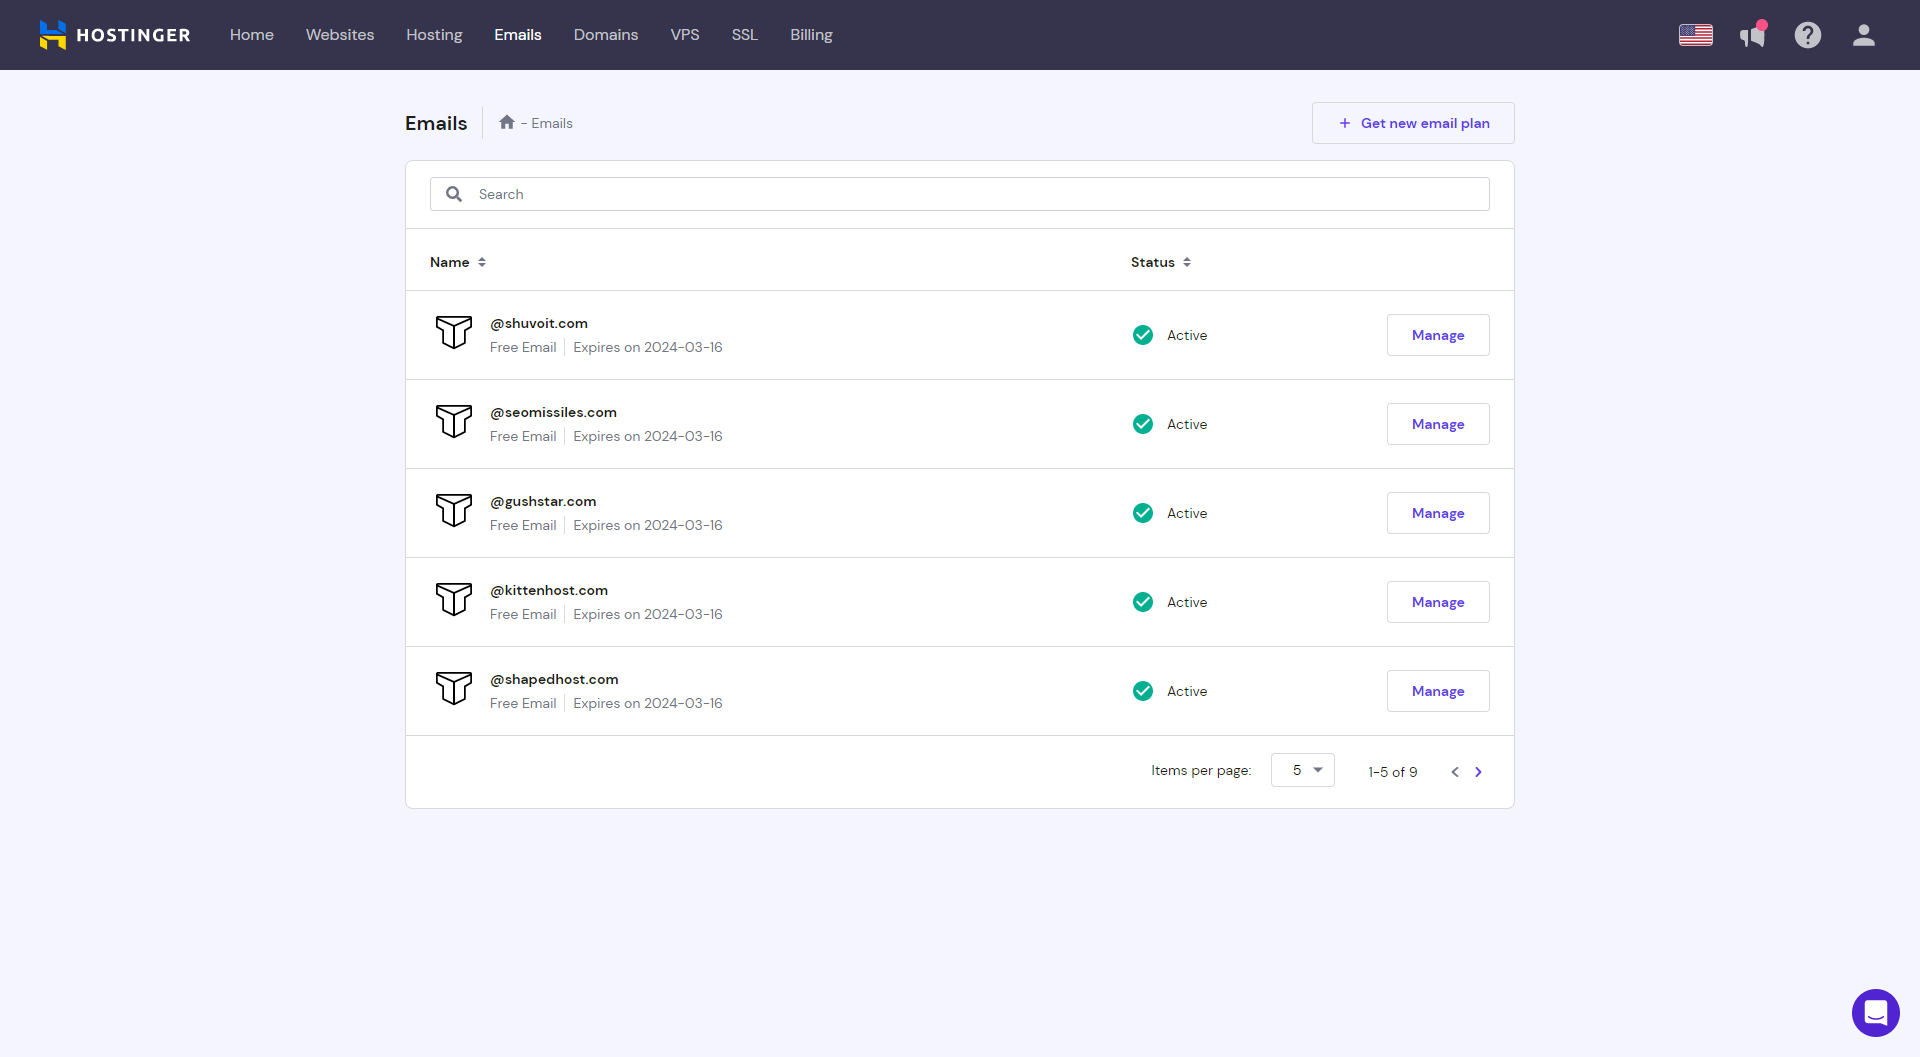 HOSTINGER Home Websites Hosting Emails Domains VPS SSL Billing
Emails - Emails + Get new email plan
Search
Name Status
@shuvoit.com
Free Email Expires on 2024-03-16 Active Manage
@seomissiles.com
Free Email Expires on 2024-03-16 Active Manage
@gushstar.com
Free Email Expires on 2024-03-16 Active Manage
@kittenhost.com
Free Email Expires on 2024-03-16 Active Manage
@shapedhost.com
Free Email Expires on 2024-03-16 Active Manage
Items per page: 5 1-5 of 9